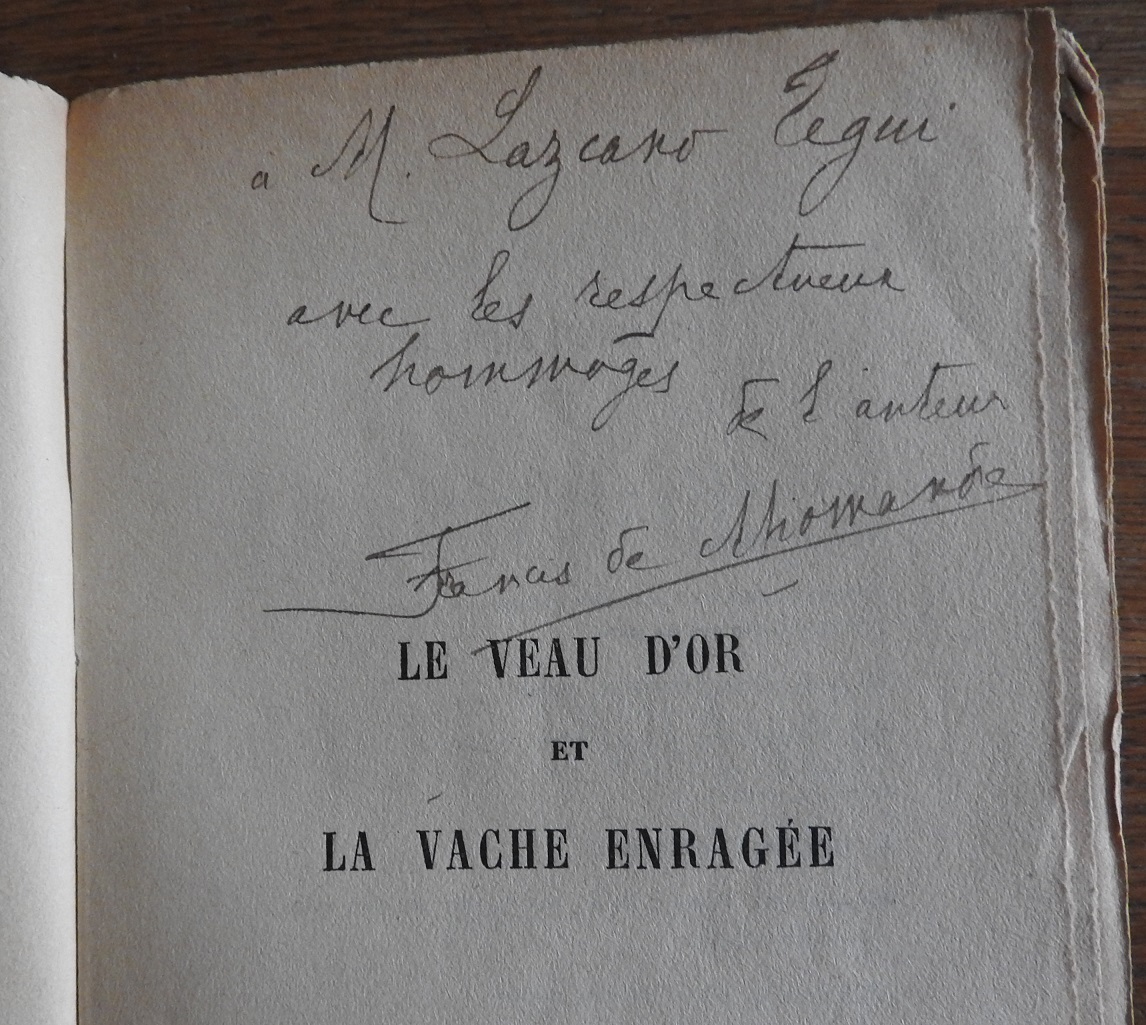 à M. Lazcano Tegui
avec les respectueux
hommages
de l'auteur
Francis de Miomandre
LE VEAU D'OR
ET
LA VACHE ENRAGÉE